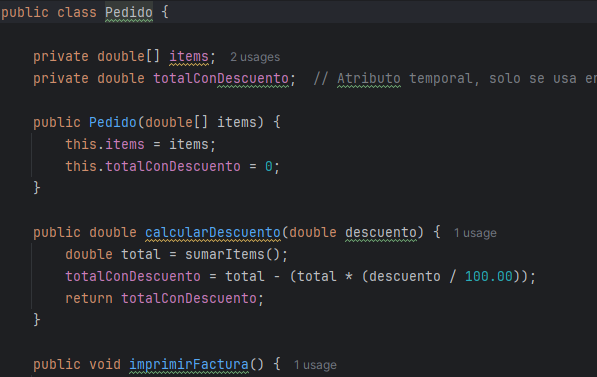 public class Pedido {
private double[] items;  2 usages
private double totalConDescuento;  // Atributo temporal, solo se usa en
public Pedido(double[] items) {
this.items = items;
this.totalConDescuento = 0;
}
public double calcularDescuento(double descuento) {  1 usage
double total = sumarItems();
totalConDescuento = total - (total * (descuento / 100.00));
return totalConDescuento;
}
public void imprimirFactura() {  1 usage